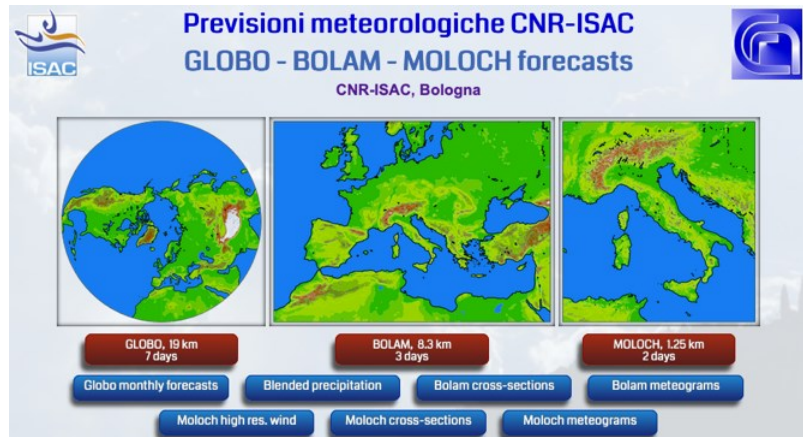 Previsioni meteorologiche CNR-ISAC
GLOBO - BOLAM - MOLOCH forecasts
CNR-ISAC, Bologna
ISAC
GLOBO, 19 km
7 days
BOLAM, 8.3 km
3 days
MOLOCH, 1.25 km
2 days
Globo monthly forecasts
Blended precipitation
Bolam cross-sections
Bolam meteograms
Moloch high res. wind
Moloch cross-sections
Moloch meteograms